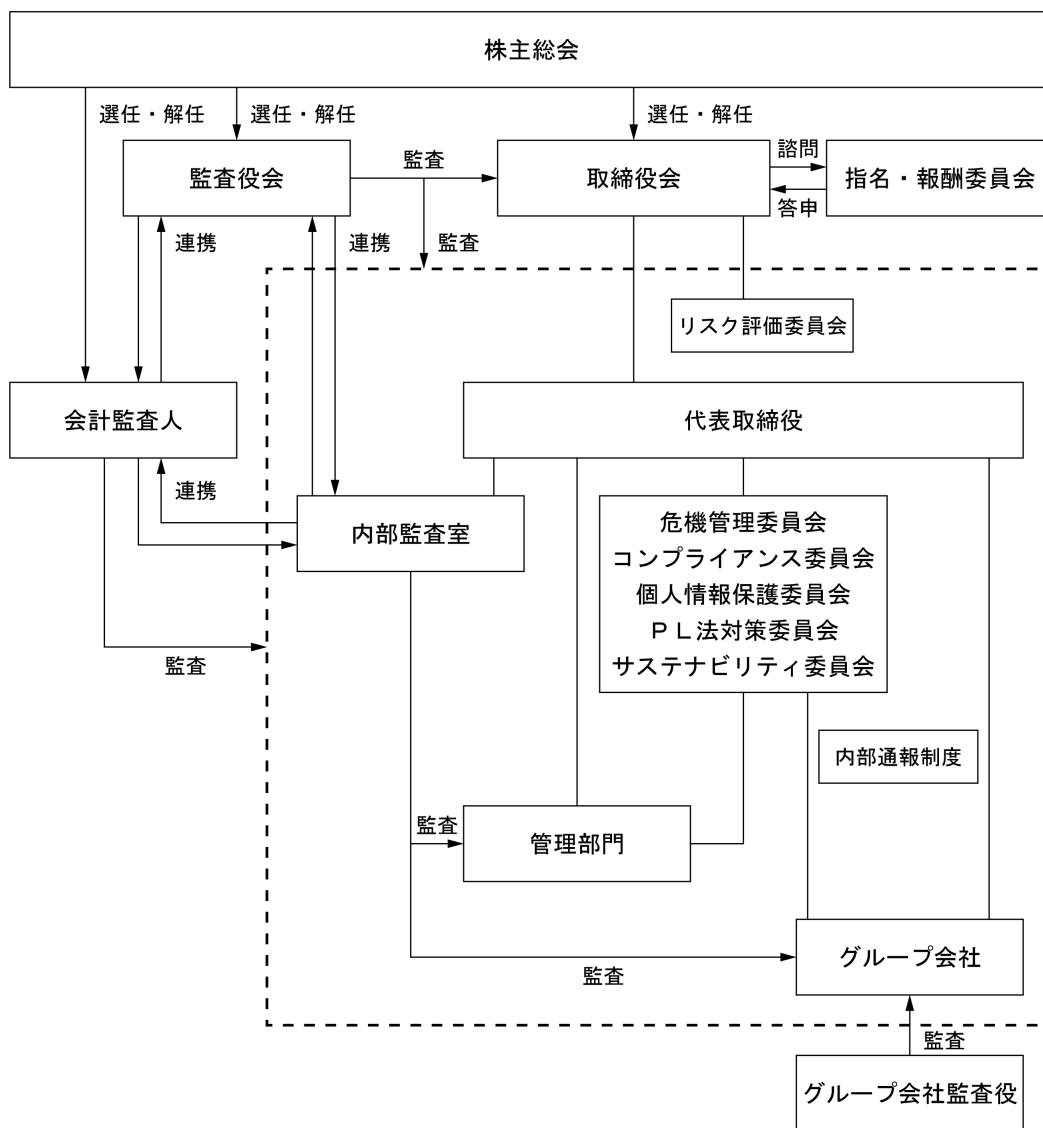 株主総会
選任・解任
選任・解任
選任・解任
監査役会
監査
取締役会
諮問
答申
指名・報酬委員会
連携
連携
監査
リスク評価委員会
会計監査人
代表取締役
連携
内部監査室
危機管理委員会
コンプライアンス委員会
個人情報保護委員会
ＰＬ法対策委員会
サステナビリティ委員会
監査
内部通報制度
監査
管理部門
監査
グループ会社
監査
グループ会社監査役